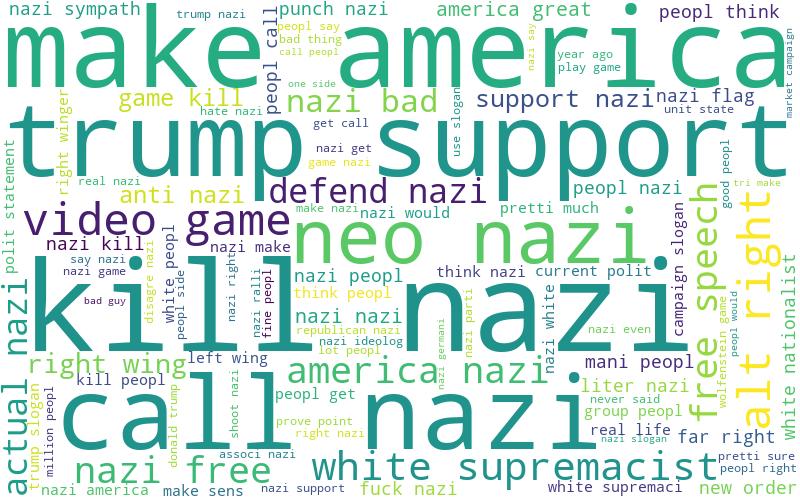 nazi sympath
trump nazi
punch nazi
america great
peopl think
make america
peopl call
peopl say
bad thing
call peopl
nazi say
year ago
play game
market campaign
one side
right winger
game kill
hate nazi
nazi bad
use slogan
support nazi
nazi flag
unit state
trump support
get call
nazi get
game nazi
good peopl
polit statement
real nazi
anti nazi
defend nazi
peopl nazi
tri make
video game
make nazi
nazi would
pretti much
neo nazi
campaign slogan
free speech
alt right
nazi kill
nazi make
say nazi
nazi game
disagre nazi
white peopl
peopl side
nazi right
nazi ralli
fine peopl
kill nazi
bad guy
nazi peopl
think peopl
think nazi
current polit
nazi nazi
republican nazi
nazi ideolog
lot peopl
nazi germani
nazi parti
nazi white
nazi even
wolfenstein game
peopl would
white nationalist
actual nazi
right wing
left wing
america nazi
mani peopl
kill peopl
trump slogan
million peopl
donald trump
shoot nazi
call nazi
peopl get
prove point
right nazi
liter nazi
never said
group peopl
real life
nazi slogan
far right
nazi free
associ nazi
white supremacist
pretti sure
peopl right
nazi america
make sens
nazi support
fuck nazi
white supremaci
new order